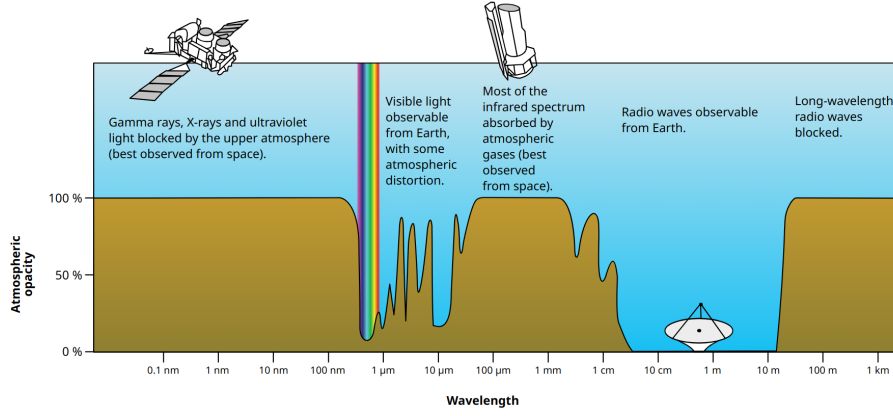 Gamma rays, X-rays and ultraviolet
light blocked by the upper atmosphere
(best observed from space).
Visible light
observable
from Earth,
with some
atmospheric
distortion.
Most of the
infrared spectrum
absorbed by
atmospheric
gases (best
observed
from space).
Radio waves observable
from Earth.
Long-wavelength
radio waves
blocked.
Atmospheric
opacity
100 %
50 %
0 %
0.1 nm
1 nm
10 nm
100 nm
1 μm
10 μm
100 μm
1 mm
1 cm
10 cm
1 m
10 m
100 m
1 km
Wavelength